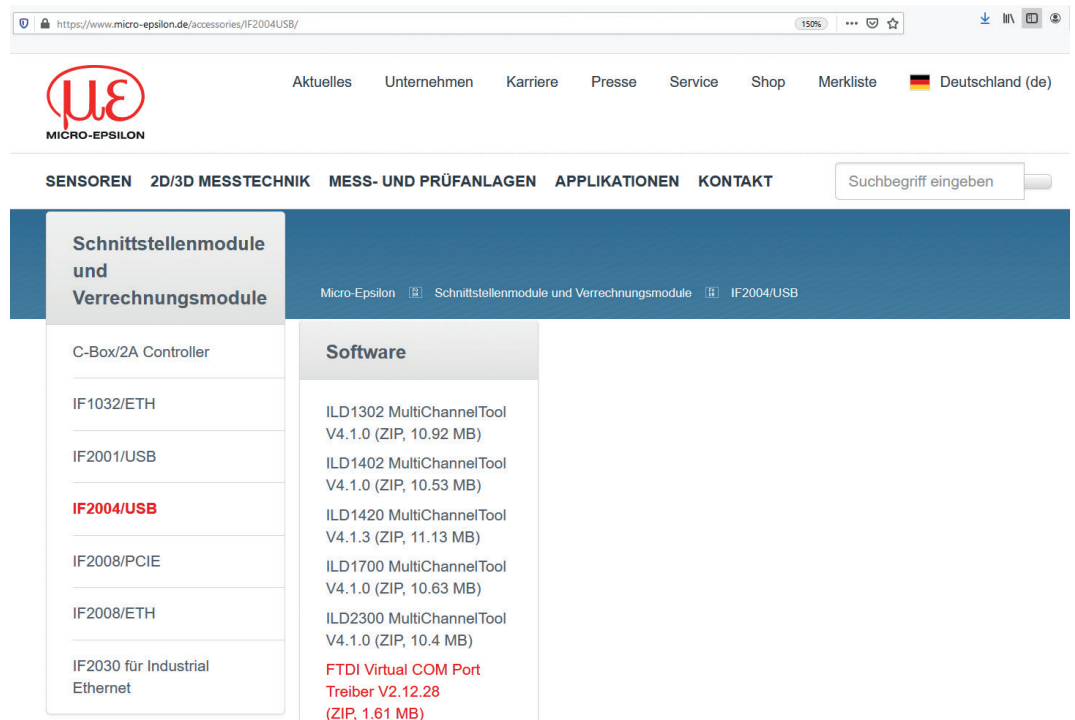 https://www.micro-epsilon.de/accessories/IF2004USB/
150%
με
MICRO-EPSILON
Aktuelles Unternehmen Karriere Presse Service Shop Merkliste Deutschland (de)
SENSOREN 2D/3D MESSTECHNIK MESS- UND PRÜFANLAGEN APPLIKATIONEN KONTAKT
Suchbegriff eingeben
Schnittstellenmodule
und
Verrechnungsmodule
Micro-Epsilon Schnittstellenmodule und Verrechnungsmodule IF2004/USB
C-Box/2A Controller
IF1032/ETH
IF2001/USB
IF2004/USB
IF2008/PCIE
IF2008/ETH
IF2030 für Industrial
Ethernet
Software
ILD1302 MultiChannelTool
V4.1.0 (ZIP, 10.92 MB)
ILD1402 MultiChannelTool
V4.1.0 (ZIP, 10.53 MB)
ILD1420 MultiChannelTool
V4.1.3 (ZIP, 11.13 MB)
ILD1700 MultiChannelTool
V4.1.0 (ZIP, 10.63 MB)
ILD2300 MultiChannelTool
V4.1.0 (ZIP, 10.4 MB)
FTDI Virtual COM Port
Treiber V2.12.28
(ZIP, 1.61 MB)